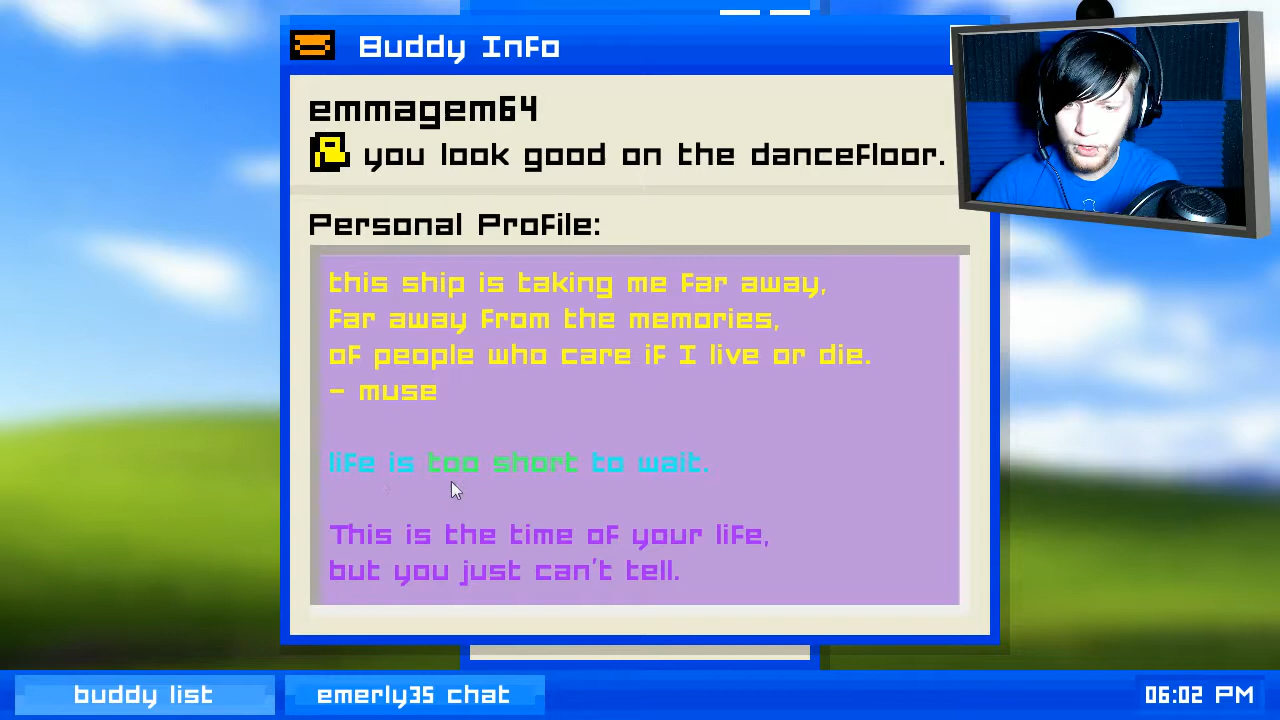 Buddy Info
emmagem64
you look good on the dancefloor.
Personal Profile:
this ship is taking me far away,
far away from the memories,
of people who care if I live or die.
- muse
life is too short to wait.
This is the time of your life,
but you just can't tell.
buddy list
emerly35 chat
06:02 PM